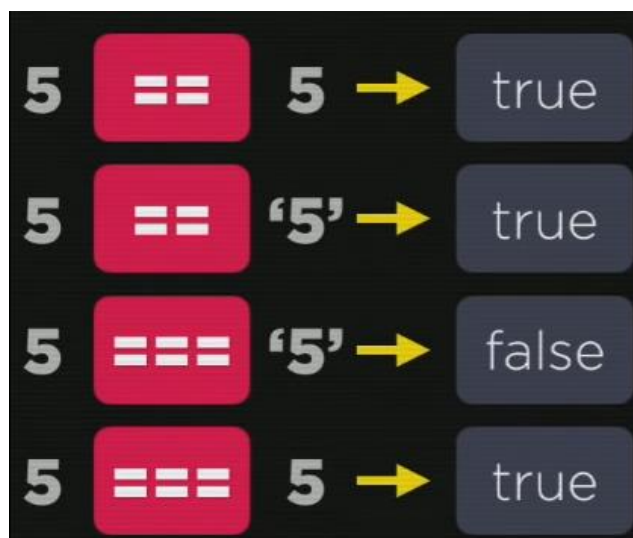 5 == 5 → true
5 == ‘5’ → true
5 === ‘5’ → false
5 === 5 → true